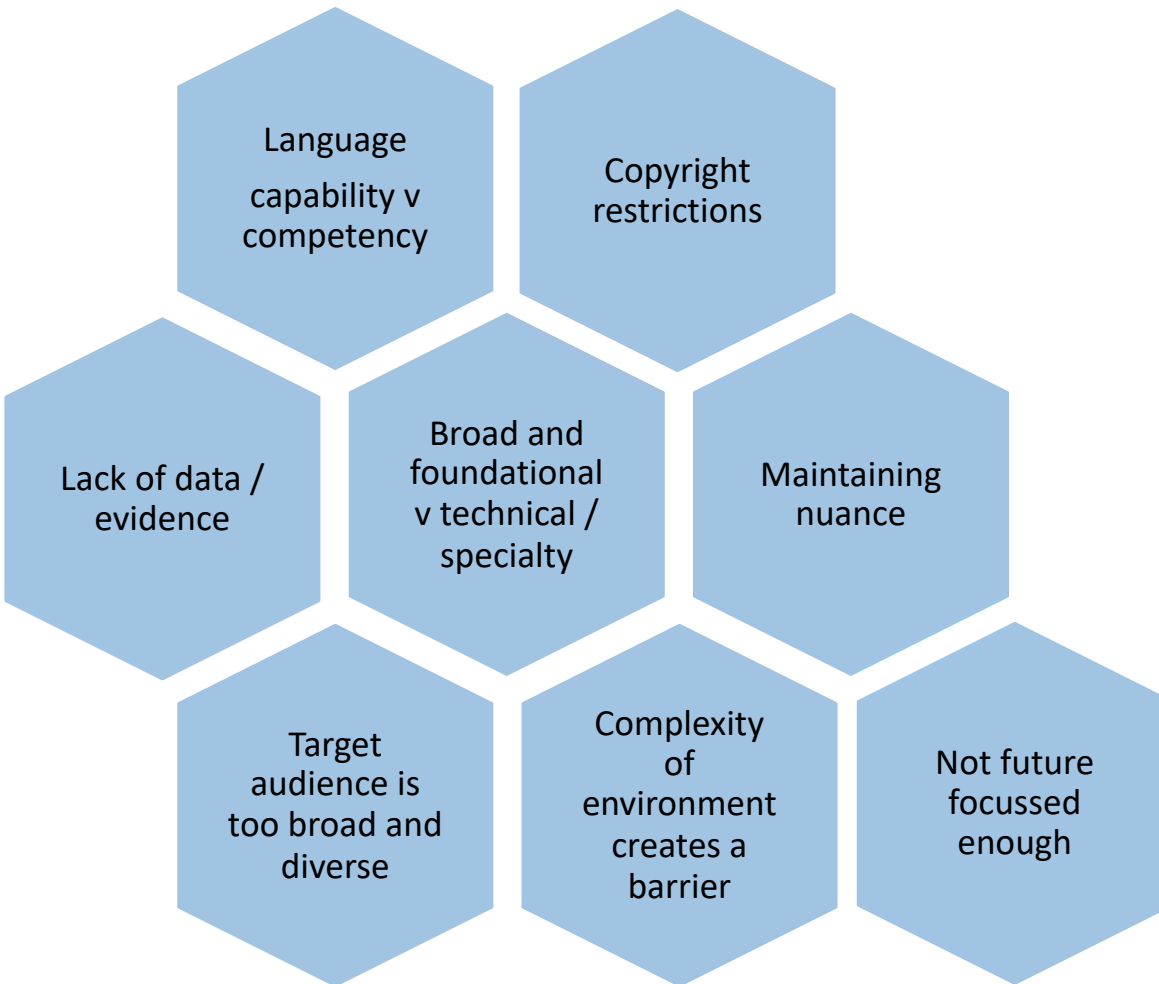 Language
capability v
competency
Copyright
restrictions
Lack of data /
evidence
Broad and
foundational
v technical /
specialty
Maintaining
nuance
Target
audience is
too broad and
diverse
Complexity
of
environment
creates a
barrier
Not future
focussed
enough